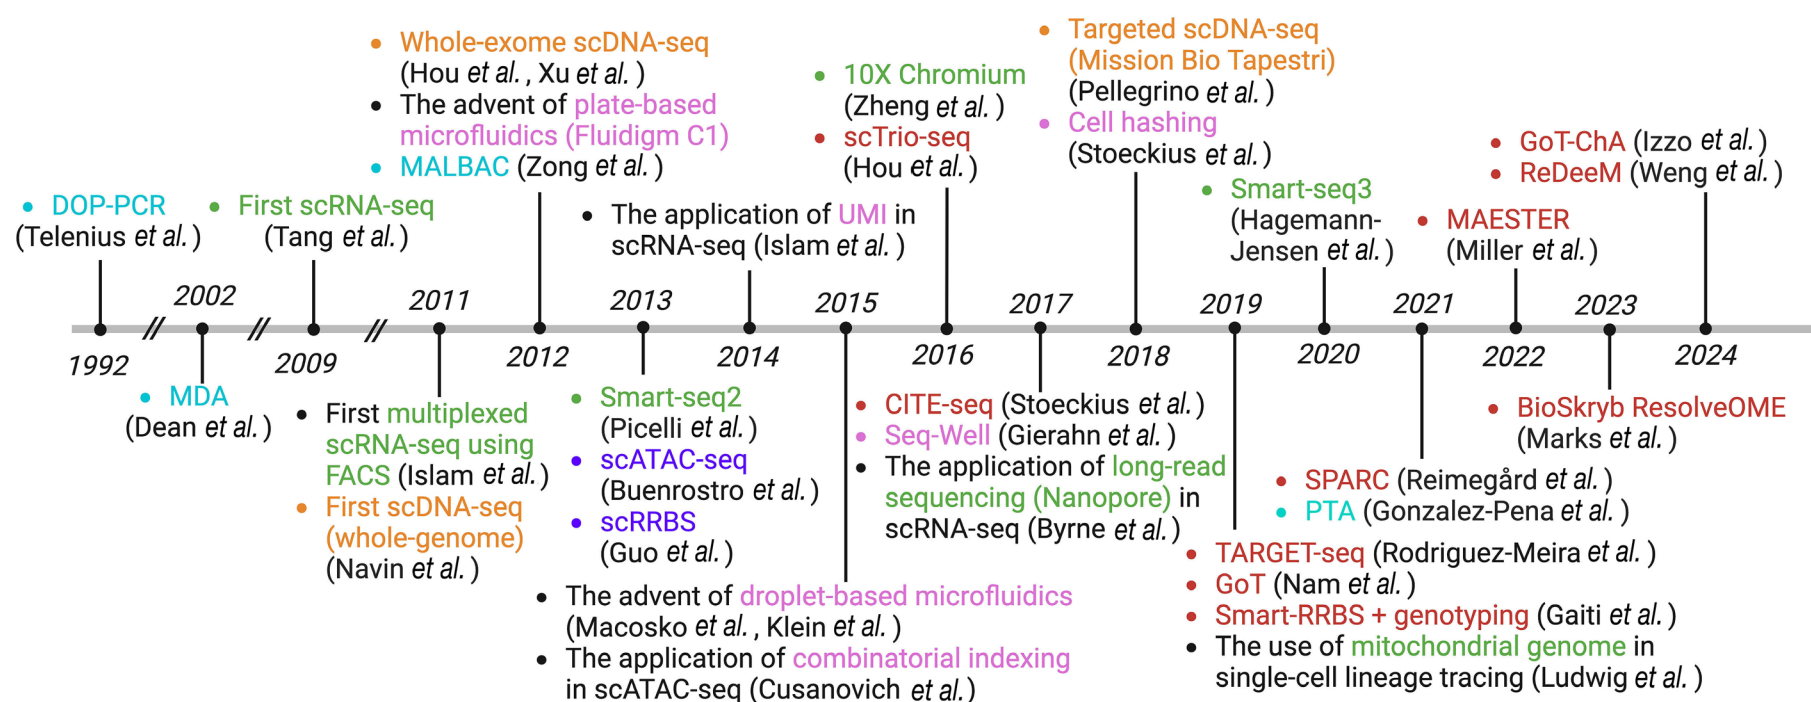 • Whole-exome scDNA-seq
(Hou et al., Xu et al. )
• The advent of plate-based
microfluidics (Fluidigm C1)
• MALBAC (Zong et al. )
• 10X Chromium
(Zheng et al. )
• scTrio-seq
(Hou et al. )
• Targeted scDNA-seq
(Mission Bio Tapestri)
(Pellegrino et al. )
• Cell hashing
(Stoeckius et al. )
• GoT-ChA (Izzo et al. )
• ReDeeM (Weng et al. )
• DOP-PCR
(Telenius et al. )
• First scRNA-seq
(Tang et al. )
• The application of UMI in
scRNA-seq (Islam et al. )
• Smart-seq3
(Hagemann-
Jensen et al. )
• MAESTER
(Miller et al. )
1992
2002
2009
2011
2012
2013
2014
2015
2016
2017
2018
2019
2020
2021
2022
2023
2024
• MDA
(Dean et al. )
• First multiplexed
scRNA-seq using
FACS (Islam et al. )
• First scDNA-seq
(whole-genome)
(Navin et al. )
• Smart-seq2
(Picelli et al. )
• scATAC-seq
(Buenrostro et al. )
• scRRBS
(Guo et al. )
• The advent of droplet-based microfluidics
(Macosko et al., Klein et al. )
• The application of combinatorial indexing
in scATAC-seq (Cusanovich et al. )
• CITE-seq (Stoeckius et al. )
• Seq-Well (Gierahn et al. )
• The application of long-read
sequencing (Nanopore) in
scRNA-seq (Byrne et al. )
• TARGET-seq (Rodriguez-Meira et al. )
• GoT (Nam et al. )
• Smart-RRBS + genotyping (Gaiti et al. )
• The use of mitochondrial genome in
single-cell lineage tracing (Ludwig et al. )
• SPARC (Reimegård et al. )
• PTA (Gonzalez-Pena et al. )
• BioSkryb ResolveOME
(Marks et al. )